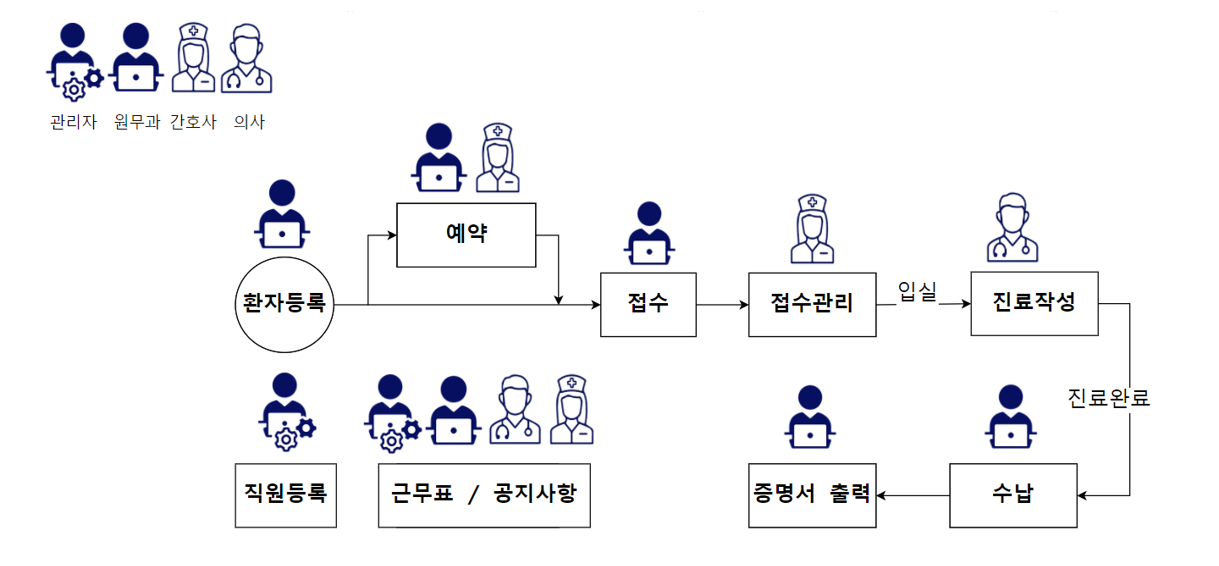 관리자 원무과 간호사 의사
예약
환자등록
접수
접수관리
입실
진료작성
진료완료
직원등록
근무표 / 공지사항
증명서 출력
수납